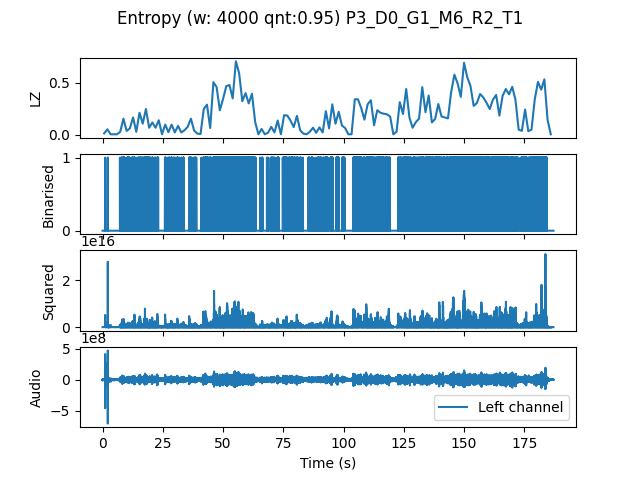 Entropy (w: 4000 qnt:0.95) P3_D0_G1_M6_R2_T1
LZ
0.5
0.0
Binarised
1
0
1e16
Squared
2
0
1e8
Audio
5
0
−5
Left channel
0 25 50 75 100 125 150 175
Time (s)